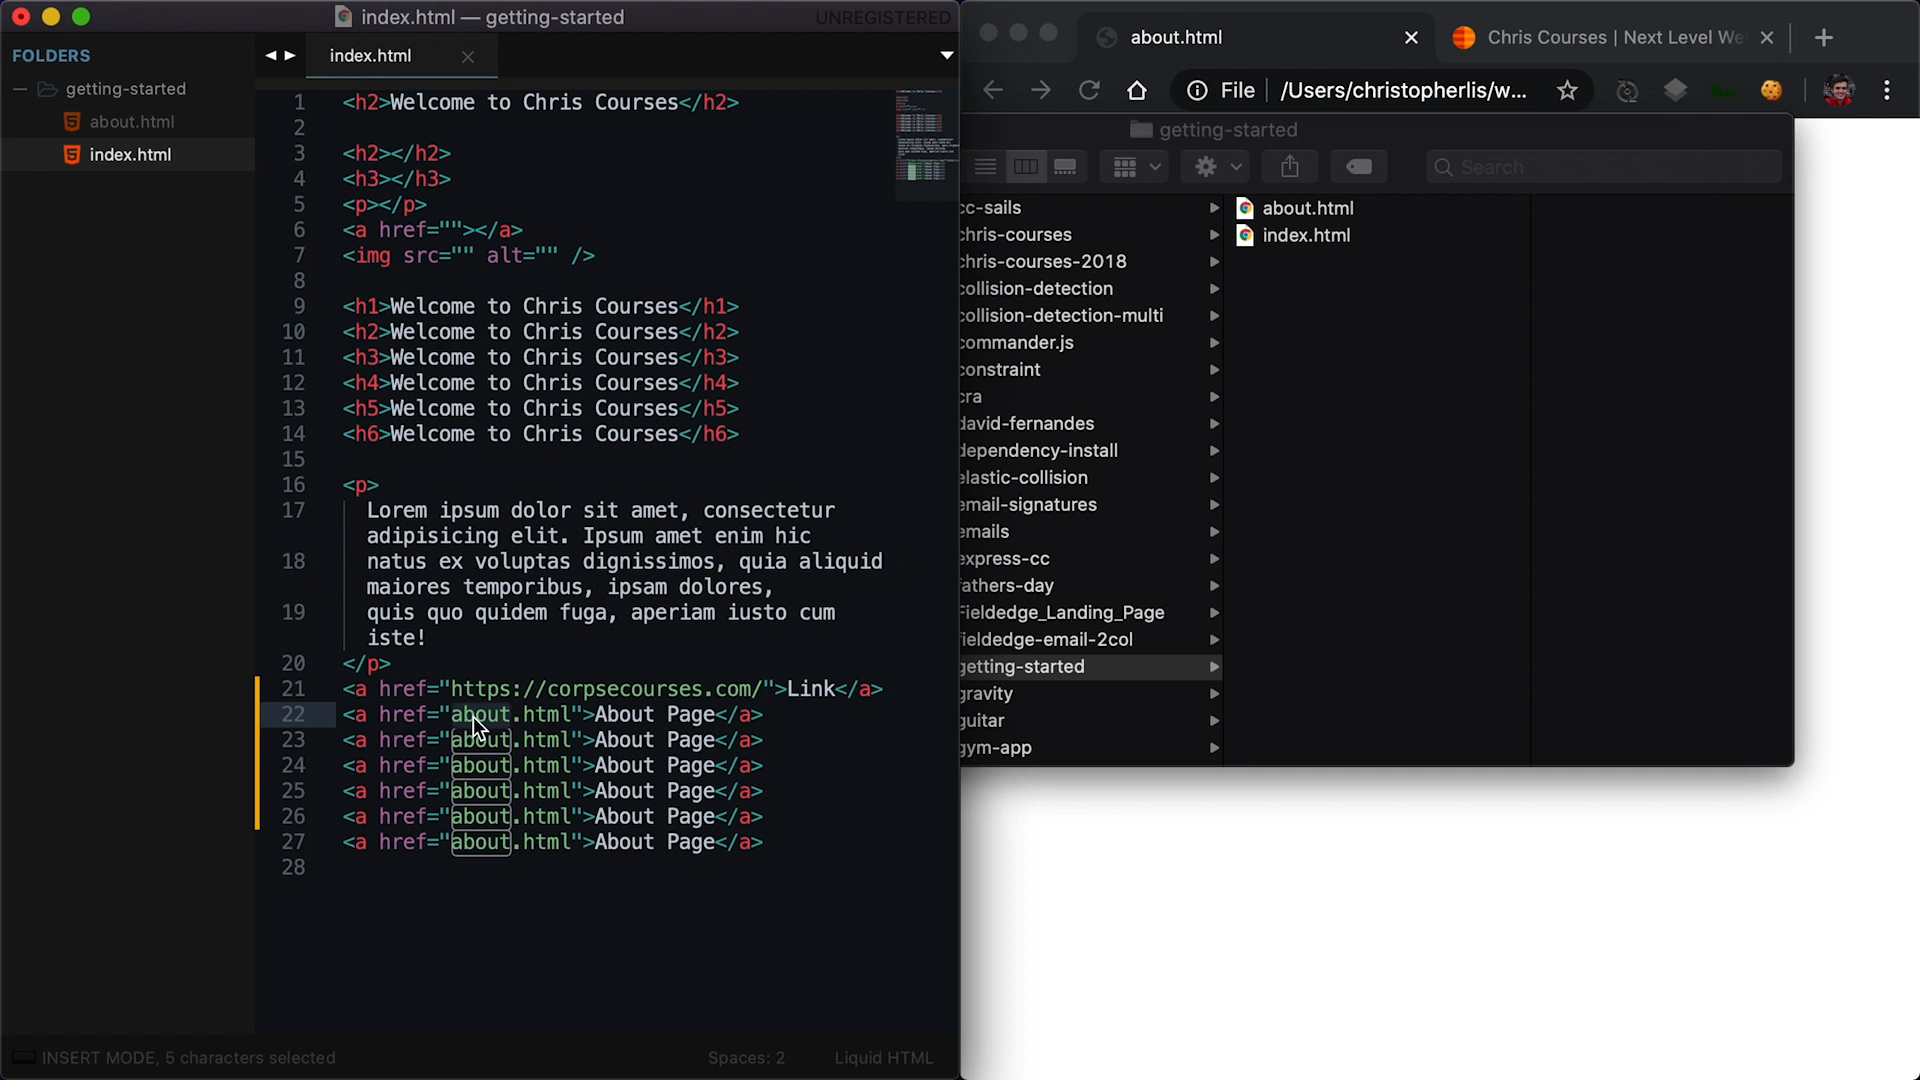 index.html — getting-started
UNREGISTERED
FOLDERS
getting-started
about.html
index.html
index.html
1 <h2>Welcome to Chris Courses</h2>
2
3 <h2></h2>
4 <h3></h3>
5 <p></p>
6 <a href=""></a>
7 <img src="" alt="" />
8
9 <h1>Welcome to Chris Courses</h1>
10 <h2>Welcome to Chris Courses</h2>
11 <h3>Welcome to Chris Courses</h3>
12 <h4>Welcome to Chris Courses</h4>
13 <h5>Welcome to Chris Courses</h5>
14 <h6>Welcome to Chris Courses</h6>
15
16 <p>
17 Lorem ipsum dolor sit amet, consectetur
adipisicing elit. Ipsum amet enim hic
18 natus ex voluptas dignissimos, quia aliquid
maiores temporibus, ipsam dolores,
19 quis quo quidem fuga, aperiam iusto cum
iste!
20 </p>
21 <a href="https://corpsecourses.com/">Link</a>
22 <a href="about.html">About Page</a>
23 <a href="about.html">About Page</a>
24 <a href="about.html">About Page</a>
25 <a href="about.html">About Page</a>
26 <a href="about.html">About Page</a>
27 <a href="about.html">About Page</a>
28
INSERT MODE, 5 characters selected
Spaces: 2
Liquid HTML
about.html
Chris Courses | Next Level We
File
/Users/christopherlis/w...
getting-started
Search
cc-sails
chris-courses
chris-courses-2018
collision-detection
collision-detection-multi
commander.js
constraint
cra
david-fernandes
dependency-install
elastic-collision
email-signatures
emails
express-cc
fathers-day
Fieldedge_Landing_Page
fieldedge-email-2col
getting-started
gravity
guitar
gym-app
about.html
index.html